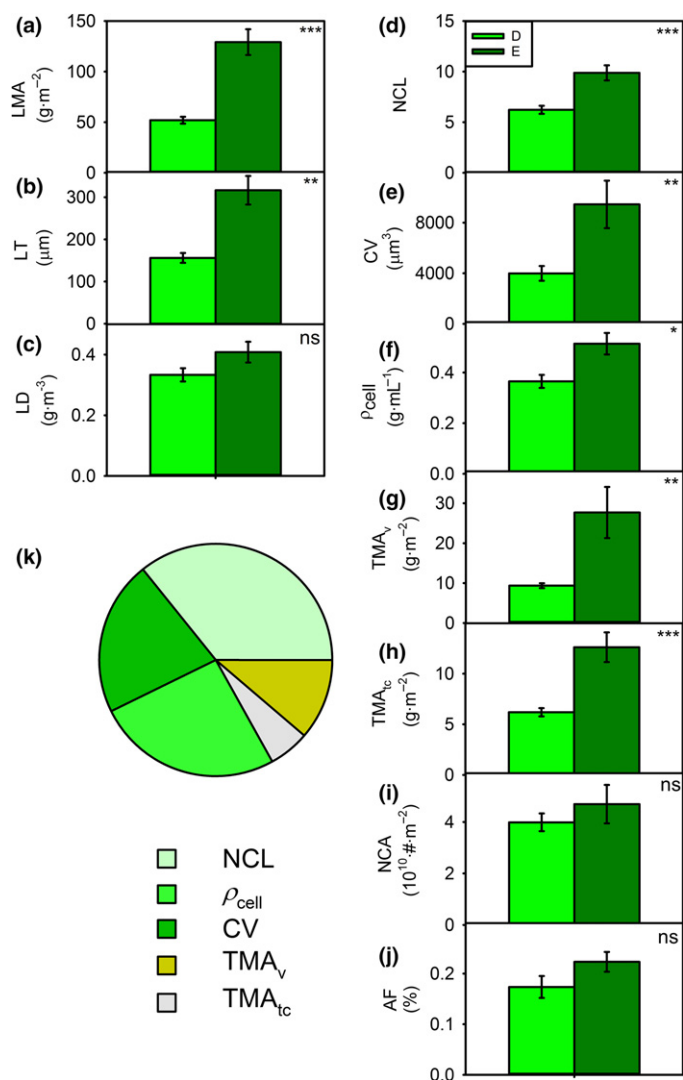 (a)
150
100
50
0
LMA
(g·m⁻²)
***
(b)
300
200
100
0
LT
(µm)
**
(c)
0.4
0.2
0.0
LD
(g·m⁻³)
ns
(d)
15
10
5
0
NCL
D
E
***
(e)
8000
4000
0
CV
(µm³)
**
(f)
0.4
0.2
0.0
ρcell
(g·mL⁻¹)
*
(g)
30
20
10
0
TMAv
(g·m⁻²)
**
(h)
10
5
0
TMAtc
(g·m⁻²)
***
(i)
4
2
0
NCA
(10¹⁰·#·m⁻²)
ns
(j)
0.2
0.1
0.0
AF
(%)
ns
(k)
NCL
ρcell
CV
TMAv
TMAtc